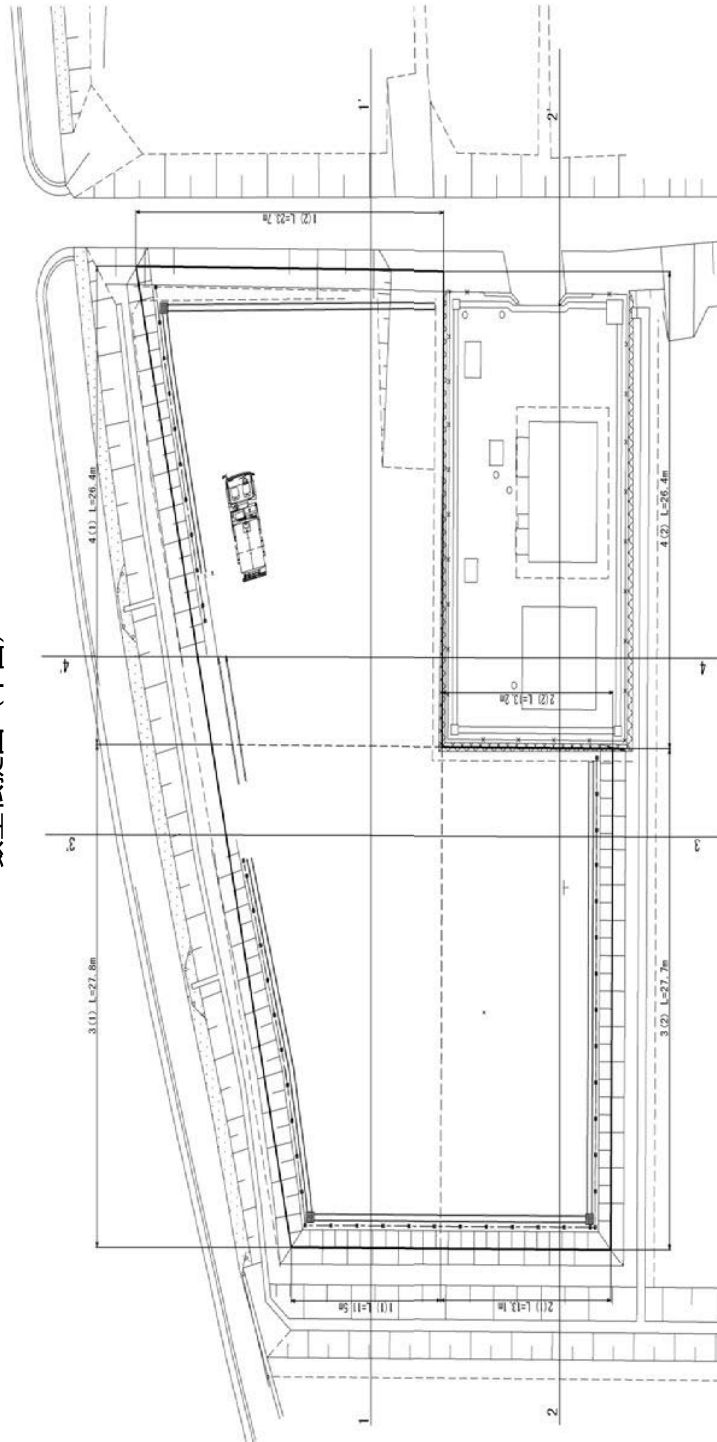 1'
2'
1(2) L=23.7m
4(1) L=26.4m
4(2) L=26.4m
4'
4
2(2) L=13.2m
3'
3
3(1) L=27.8m
3(2) L=27.7m
1(1) L=11.5m
2(1) L=13.1m
1
2